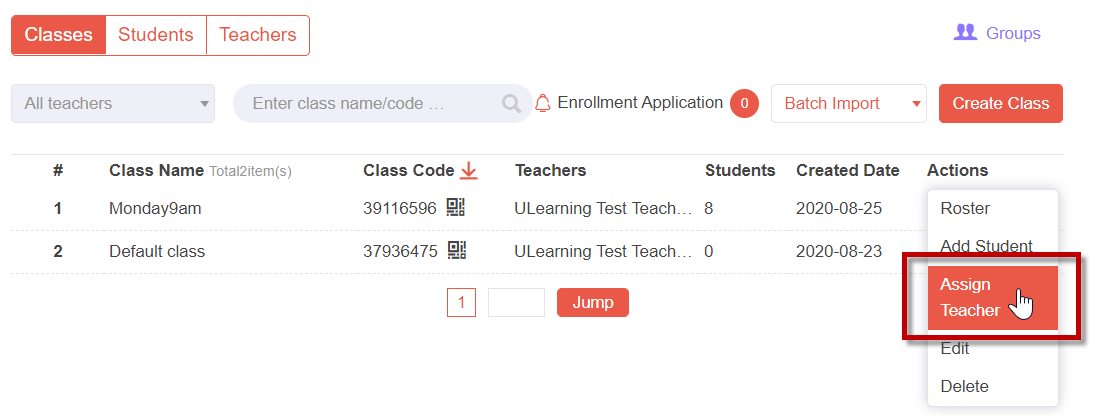 Classes Students Teachers Groups
All teachers Enter class name/code … Enrollment Application 0 Batch Import Create Class
# Class Name Total2item(s) Class Code Teachers Students Created Date Actions
1 Monday9am 39116596 ULearning Test Teach… 8 2020-08-25 Roster
Add Student
2 Default class 37936475 ULearning Test Teach… 0 2020-08-23
Assign
Teacher
1 Jump
Edit
Delete